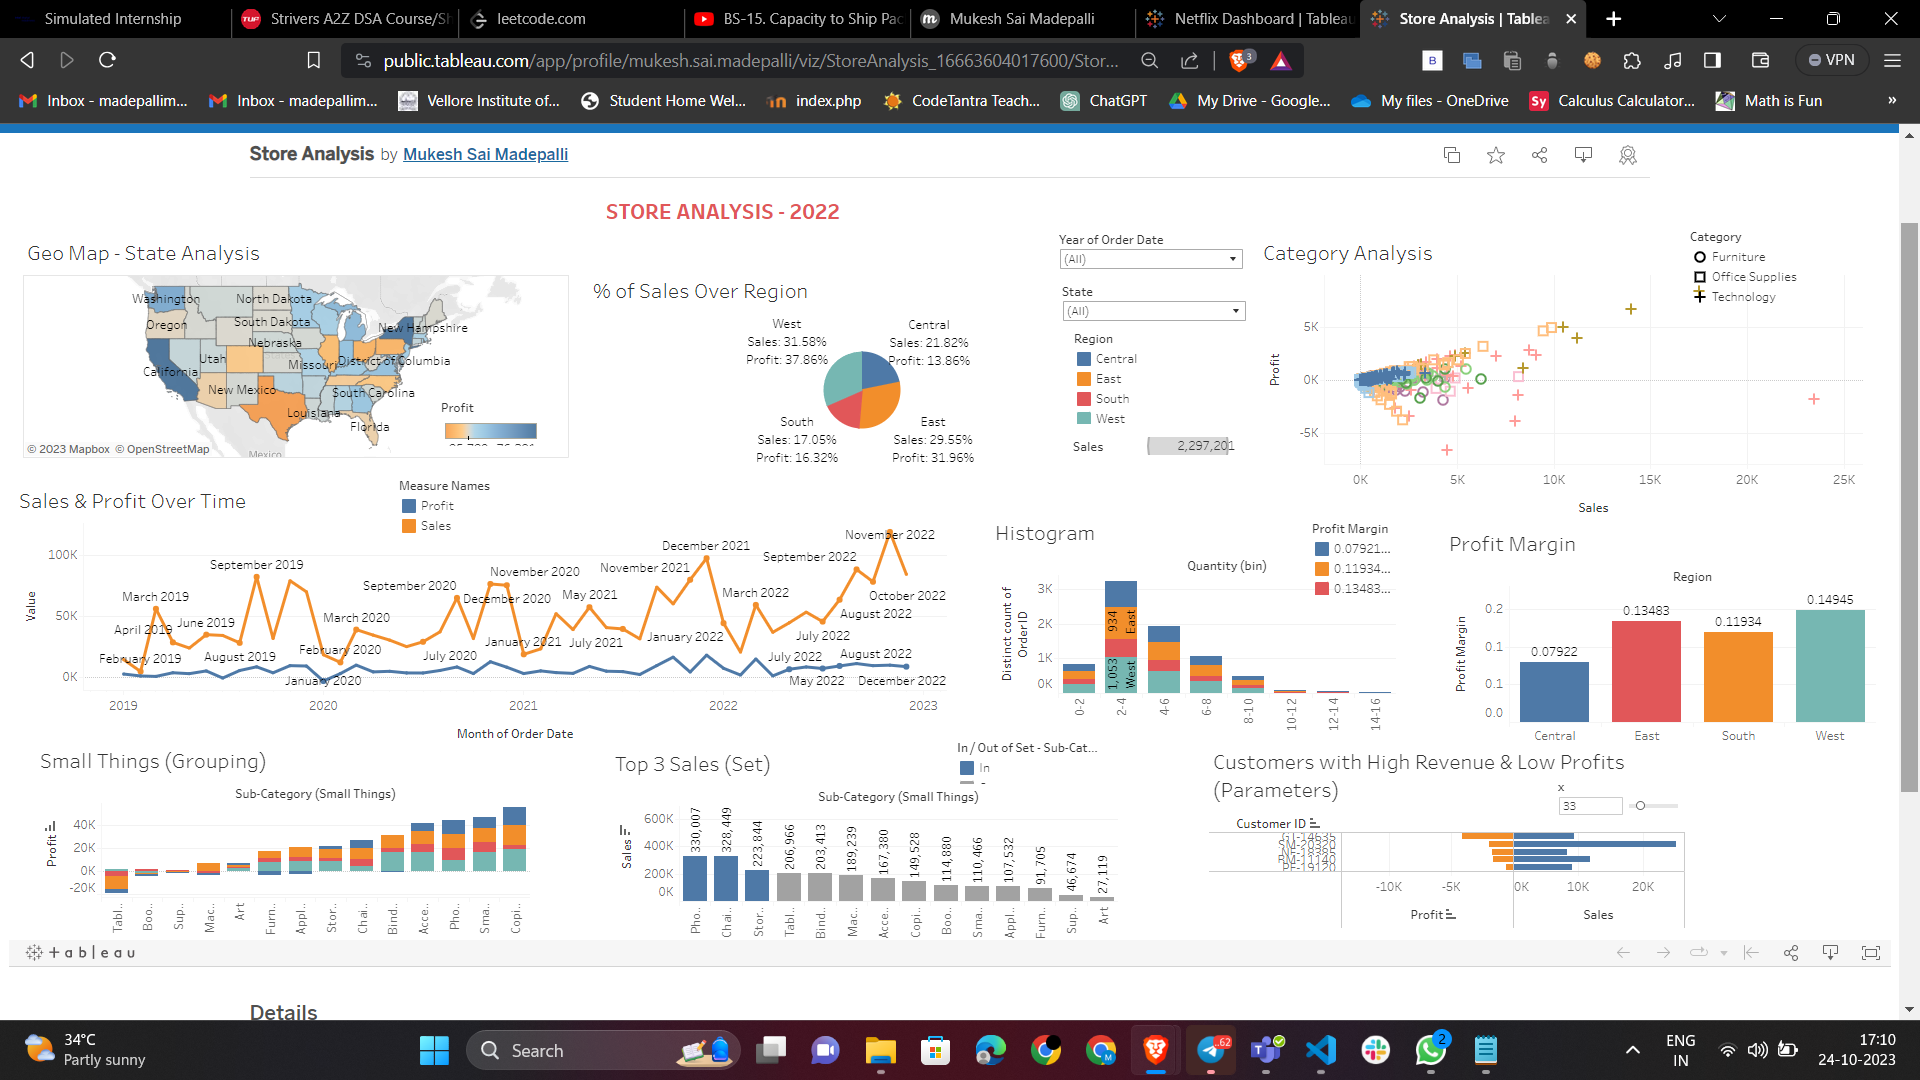 Simulated Internship
Strivers A2Z DSA Course/Sh
leetcode.com
BS-15. Capacity to Ship Pac
Mukesh Sai Madepalli
Netflix Dashboard | Tableau
Store Analysis | Tablea
public.tableau.com/app/profile/mukesh.sai.madepalli/viz/StoreAnalysis_16663604017600/Stor...
3
VPN
Inbox - madepallim...
Inbox - madepallim...
Vellore Institute of...
Student Home Wel...
index.php
CodeTantra Teach...
ChatGPT
My Drive - Google...
My files - OneDrive
Calculus Calculator...
Math is Fun
»
Store Analysis by Mukesh Sai Madepalli
STORE ANALYSIS - 2022
Geo Map - State Analysis
Washington
North Dakota
Oregon
South Dakota
New Hampshire
Nebraska
Utah
Missouri
District of Columbia
California
New Mexico
South Carolina
Louisiana
Florida
Mexico
Profit
© 2023 Mapbox © OpenStreetMap
% of Sales Over Region
West
Sales: 31.58%
Profit: 37.86%
Central
Sales: 21.82%
Profit: 13.86%
South
Sales: 17.05%
Profit: 16.32%
East
Sales: 29.55%
Profit: 31.96%
Year of Order Date
(All)
State
(All)
Region
Central
East
South
West
Sales
2,297,201
Category Analysis
Category
Furniture
Office Supplies
Technology
Profit
5K
0K
-5K
0K
5K
10K
15K
20K
25K
Sales
Sales & Profit Over Time
Measure Names
Profit
Sales
Value
100K
50K
0K
February 2019
March 2019
April 2019
June 2019
August 2019
September 2019
January 2020
February 2020
March 2020
July 2020
September 2020
November 2020
December 2020
January 2021
May 2021
July 2021
November 2021
December 2021
January 2022
March 2022
May 2022
July 2022
July 2022
August 2022
August 2022
September 2022
October 2022
November 2022
December 2022
2019
2020
2021
2022
2023
Month of Order Date
Histogram
Quantity (bin)
Distinct count of
Order ID
3K
2K
1K
0K
934
East
1,053
West
0-2
2-4
4-6
6-8
8-10
10-12
12-14
14-16
Profit Margin
0.07921...
0.11934...
0.13483...
Profit Margin
Region
Profit Margin
0.2
0.1
0.1
0.0
0.07922
0.13483
0.11934
0.14945
Central
East
South
West
Small Things (Grouping)
Sub-Category (Small Things)
Profit
40K
20K
0K
-20K
Tabl..
Boo..
Sup..
Mac..
Art
Furn..
Appl..
Stor..
Chai..
Bind..
Acce..
Pho..
Sma..
Copi..
Top 3 Sales (Set)
In / Out of Set - Sub-Cat...
In
Sub-Category (Small Things)
Sales
600K
400K
200K
0K
330,007
328,449
223,844
206,966
203,413
189,239
167,380
149,528
114,880
110,466
107,532
91,705
46,674
27,119
Pho..
Chai..
Stor..
Tabl..
Bind..
Mac..
Acce..
Copi..
Boo..
Sma..
Appl..
Furn..
Sup..
Art
Customers with High Revenue & Low Profits
(Parameters)
x
33
Customer ID
GT-14635
SM-20320
NF-18385
BM-11140
PF-19120
-10K
-5K
0K
10K
20K
Profit
Sales
+ableau
Details
34°C
Partly sunny
Search
.62
2
ENG
IN
17:10
24-10-2023